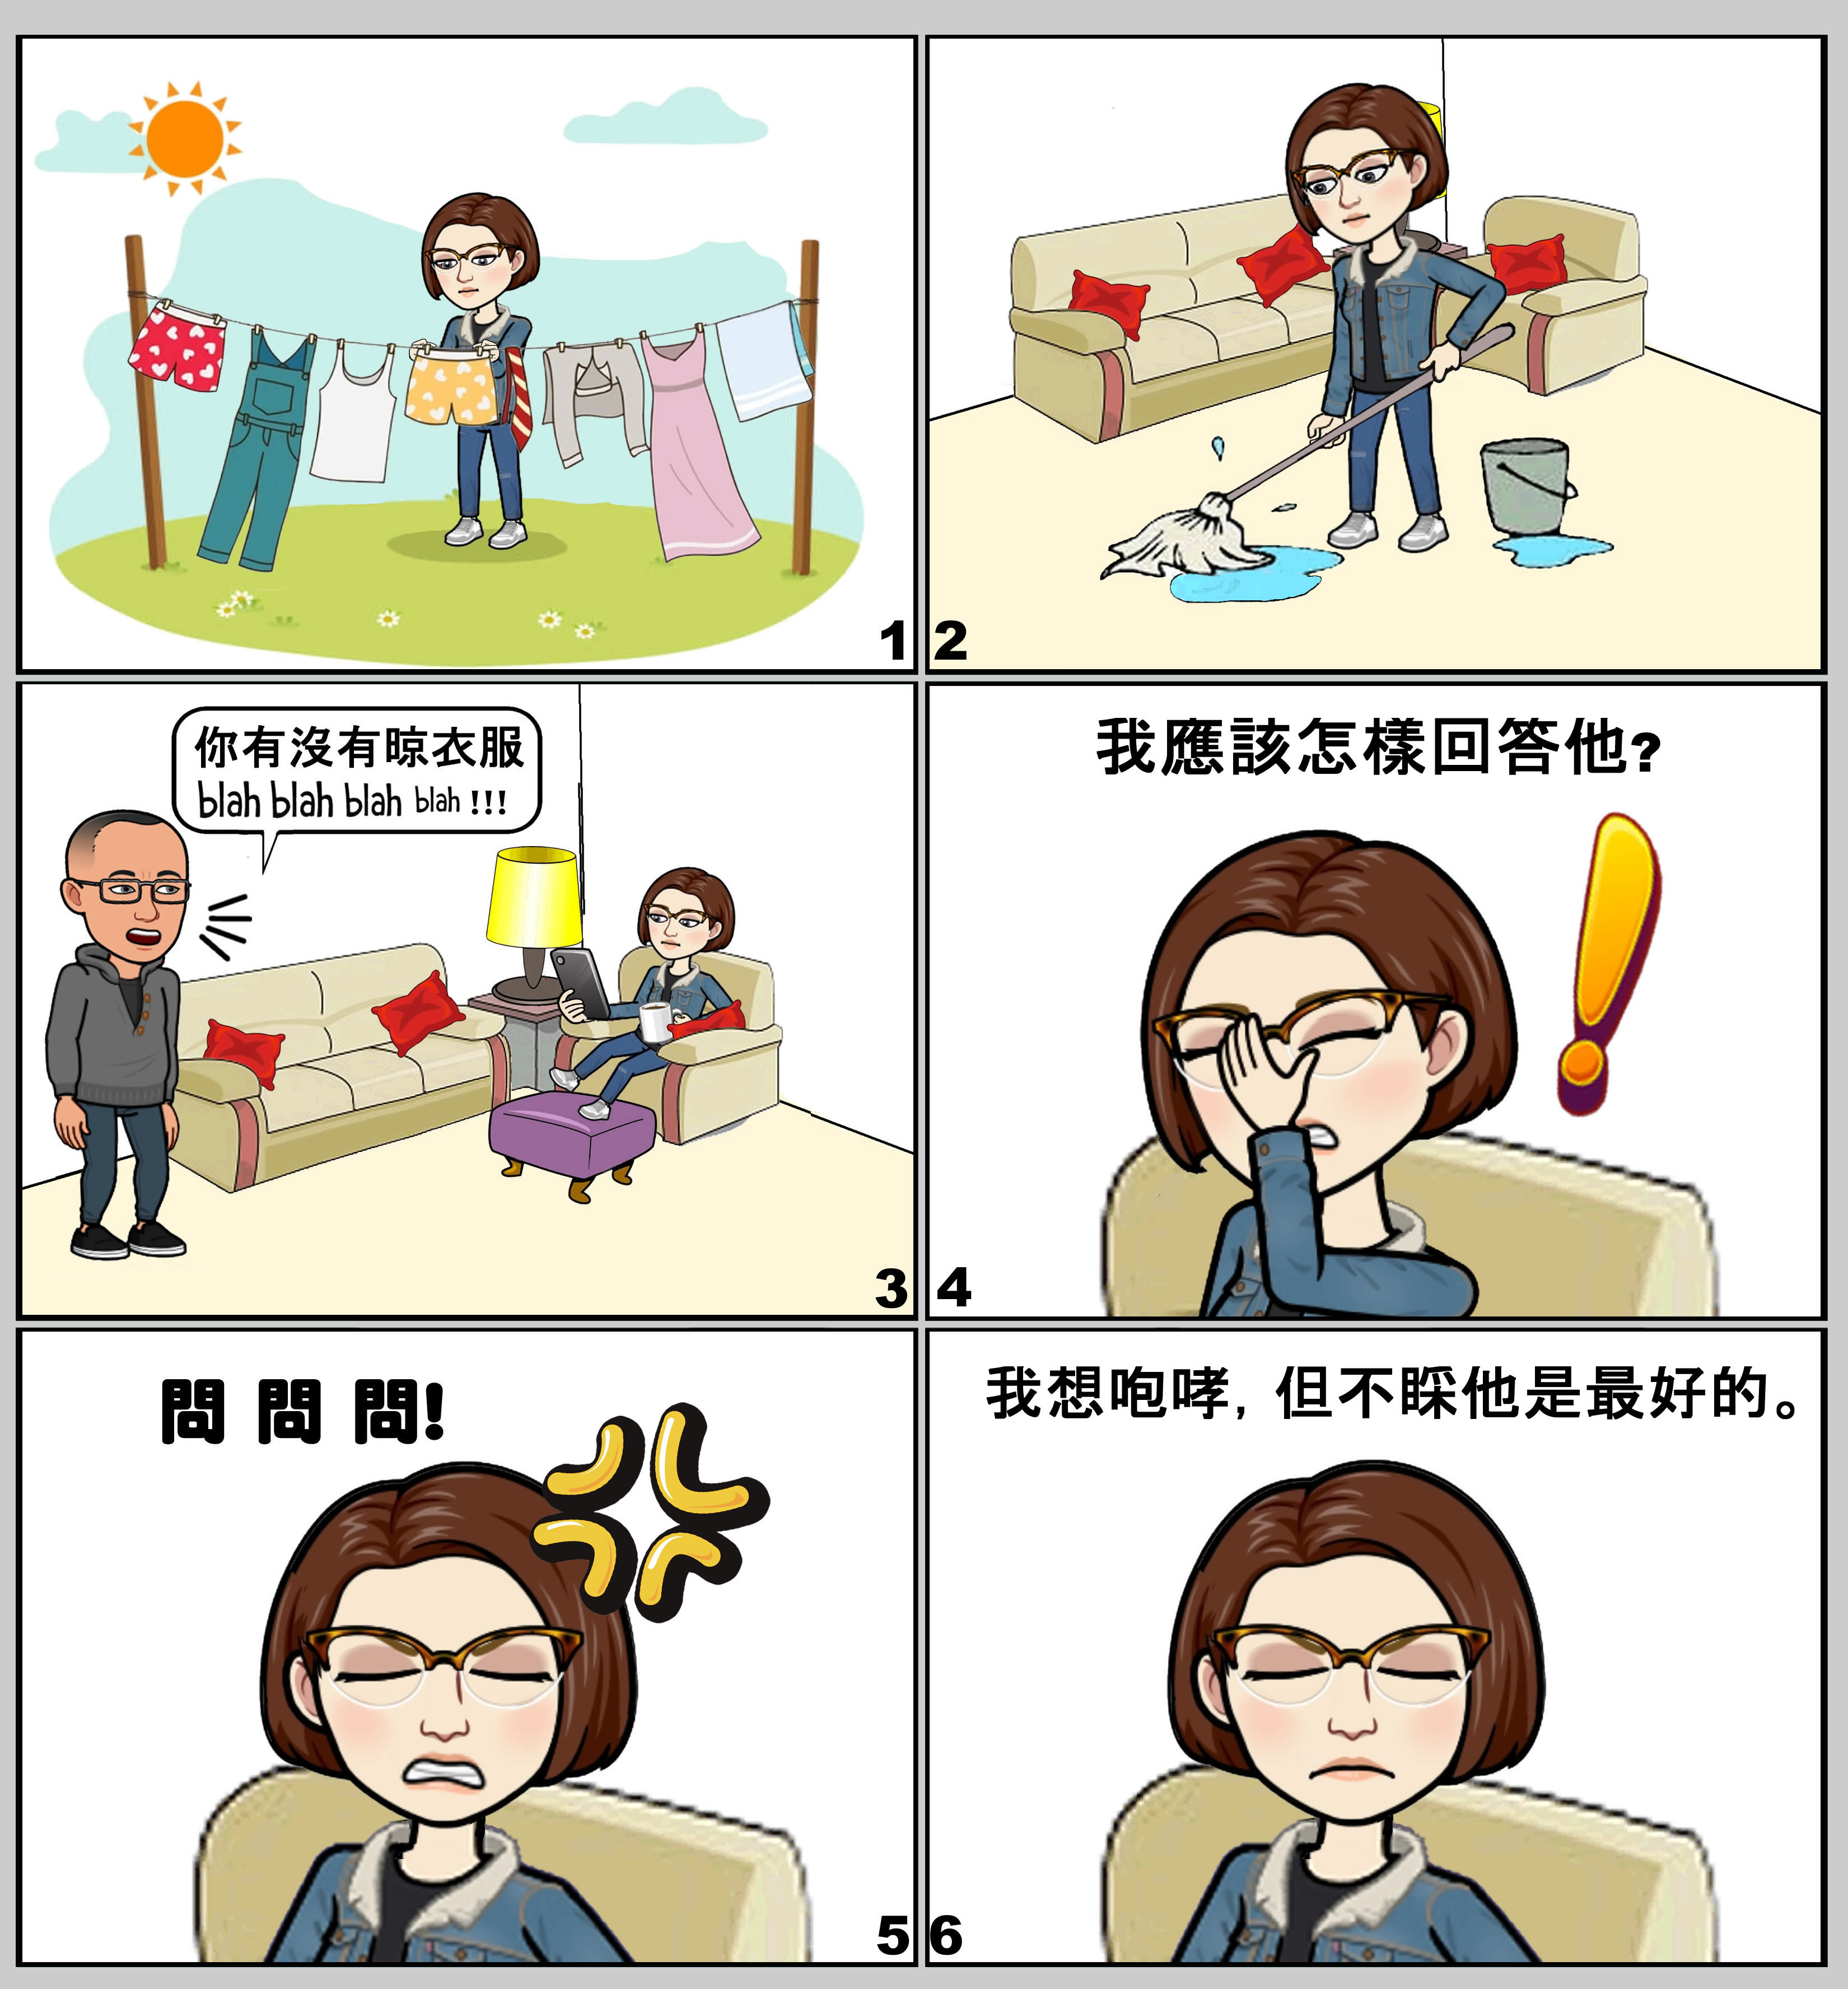 1
2
你有沒有晾衣服
blah blah blah blah !!!
3
我應該怎樣回答他?
4
問 問 問!
5
我想咆哮, 但不睬他是最好的。
6